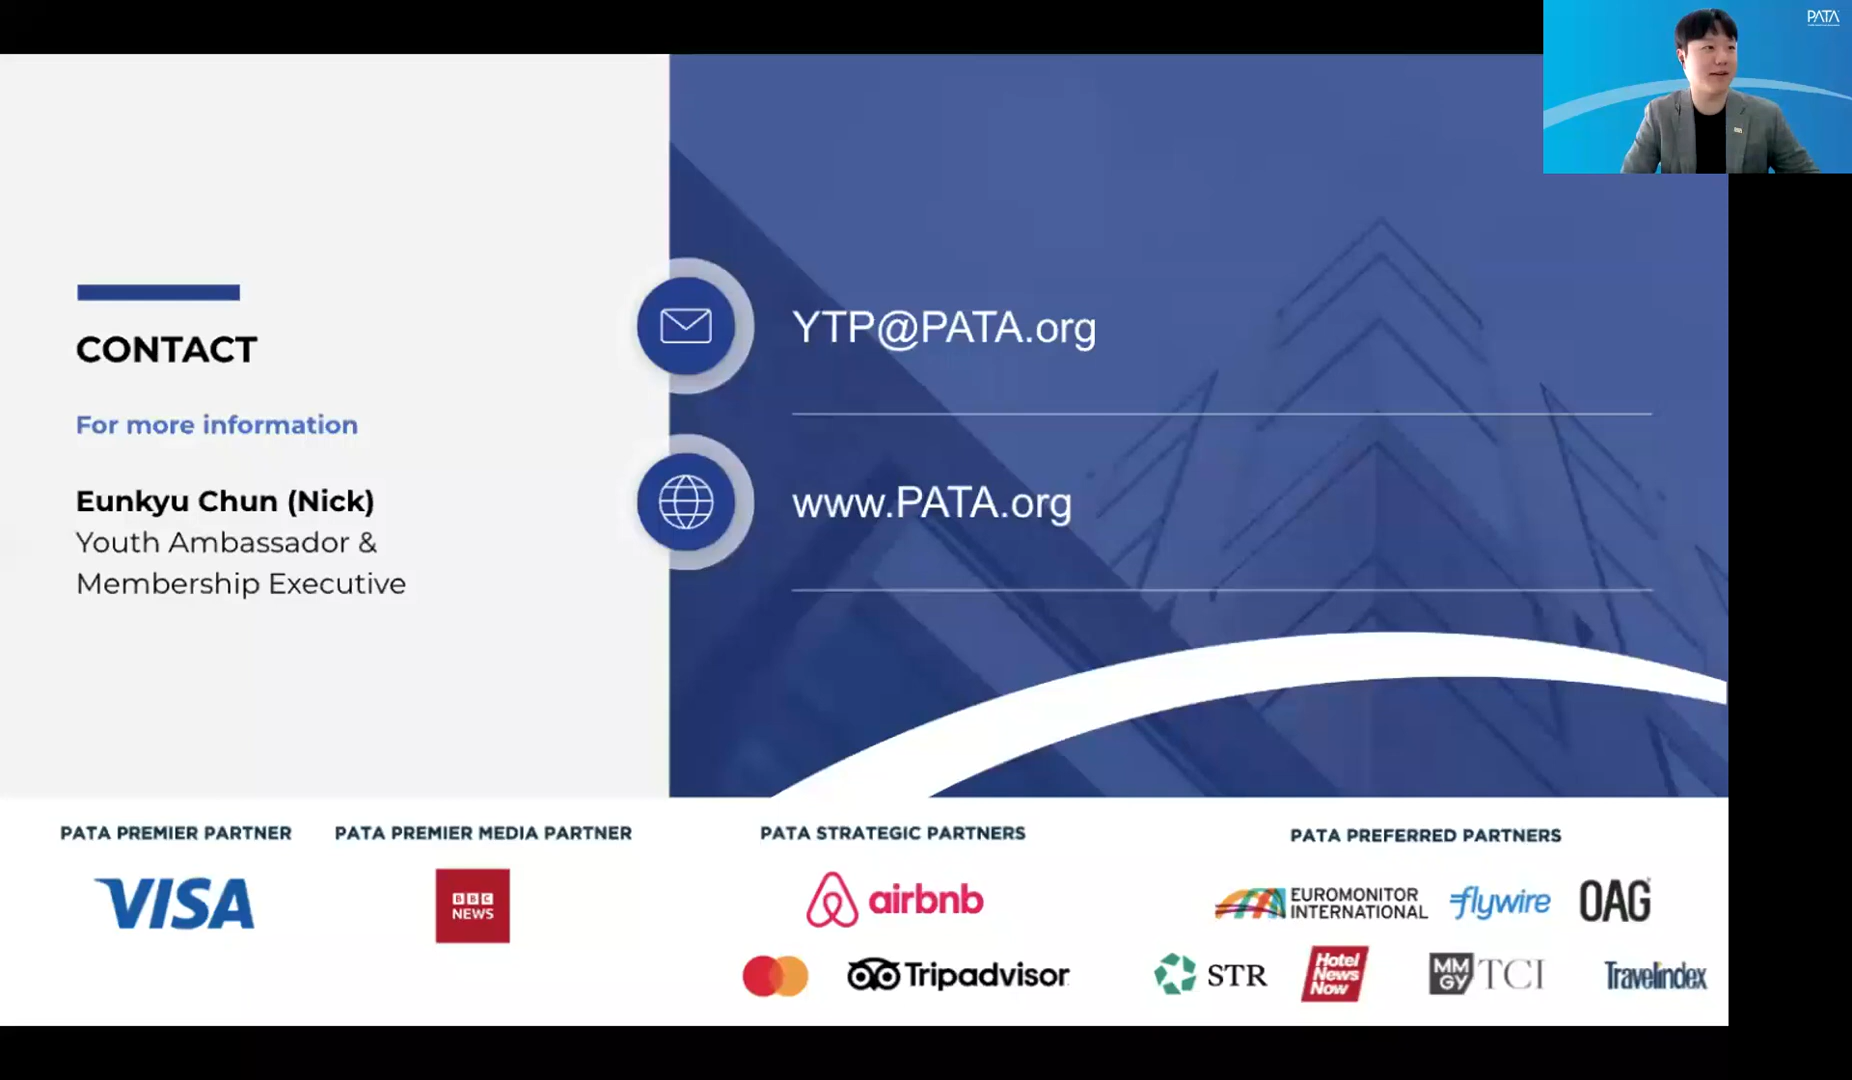 PATA
CONTACT
For more information
Eunkyu Chun (Nick)
Youth Ambassador &
Membership Executive
YTP@PATA.org
www.PATA.org
PATA PREMIER PARTNER
VISA
PATA PREMIER MEDIA PARTNER
BBC
NEWS
PATA STRATEGIC PARTNERS
airbnb
Tripadvisor
PATA PREFERRED PARTNERS
EUROMONITOR
INTERNATIONAL
flywire
OAG
STR
Hotel
News
Now
MM
GY
TCI
Travelindex